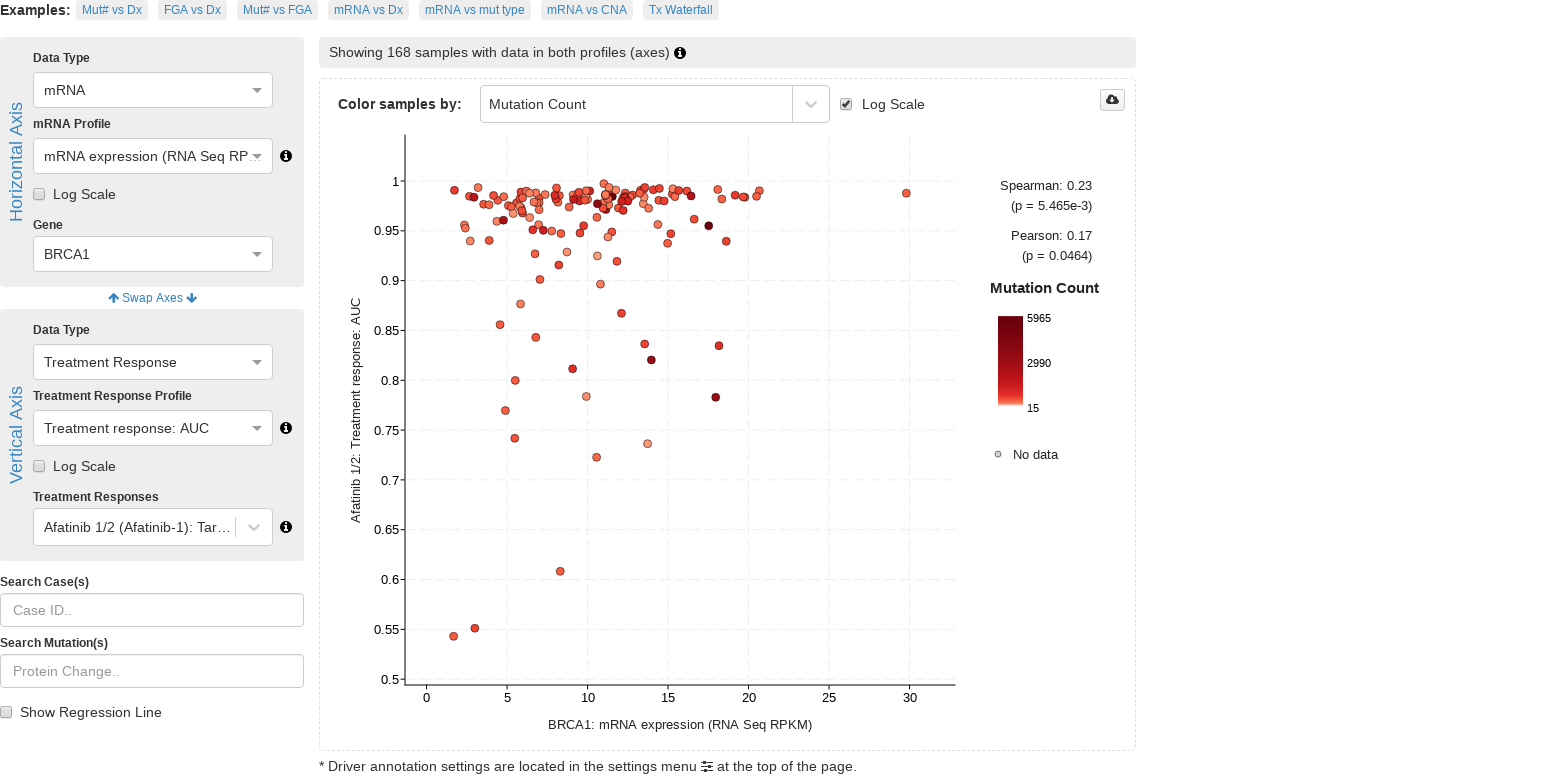 Examples: Mut# vs Dx FGA vs Dx Mut# vs FGA mRNA vs Dx mRNA vs mut type mRNA vs CNA Tx Waterfall
Horizontal Axis
Data Type
mRNA
mRNA Profile
mRNA expression (RNA Seq RP...
Log Scale
Gene
BRCA1
Swap Axes
Vertical Axis
Data Type
Treatment Response
Treatment Response Profile
Treatment response: AUC
Log Scale
Treatment Responses
Afatinib 1/2 (Afatinib-1): Tar...
Search Case(s)
Case ID..
Search Mutation(s)
Protein Change..
Show Regression Line
Showing 168 samples with data in both profiles (axes)
Color samples by: Mutation Count Log Scale
Afatinib 1/2: Treatment response: AUC
1
0.95
0.9
0.85
0.8
0.75
0.7
0.65
0.6
0.55
0.5
0 5 10 15 20 25 30
BRCA1: mRNA expression (RNA Seq RPKM)
Spearman: 0.23
(p = 5.465e-3)
Pearson: 0.17
(p = 0.0464)
Mutation Count
5965
2990
15
No data
* Driver annotation settings are located in the settings menu at the top of the page.